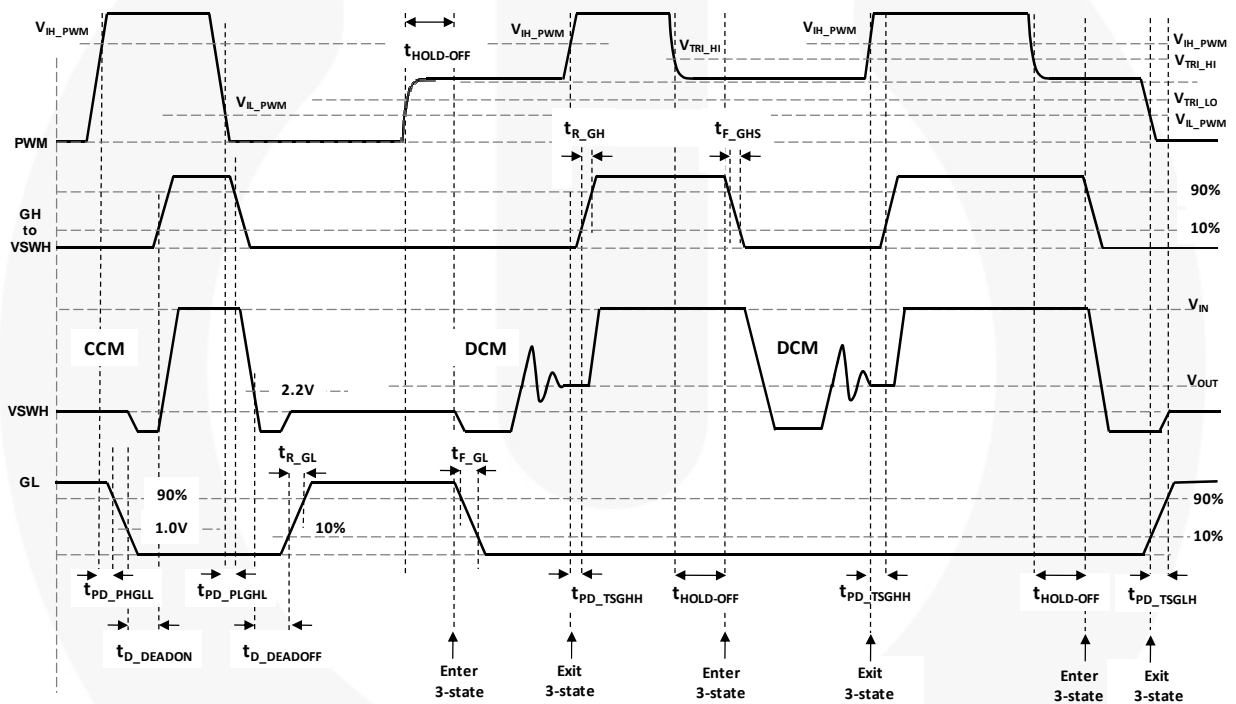 V_IH_PWM
t_HOLD-OFF
V_IH_PWM
V_TRI_HI
V_IH_PWM
V_IH_PWM
V_TRI_HI
V_IL_PWM
V_TRI_LO
V_IL_PWM
PWM
t_R_GH
t_F_GHS
90%
10%
GH
to
VSWH
V_IN
CCM
DCM
DCM
2.2V
V_OUT
VSWH
t_R_GL
t_F_GL
GL
90%
1.0V
10%
90%
10%
t_PD_PHGLL
t_PD_PLGHL
t_PD_TSGHH
t_HOLD-OFF
t_PD_TSGHH
t_HOLD-OFF
t_PD_TSGLH
t_D_DEADON
t_D_DEADOFF
Enter
3-state
Exit
3-state
Enter
3-state
Exit
3-state
Enter
3-state
Exit
3-state